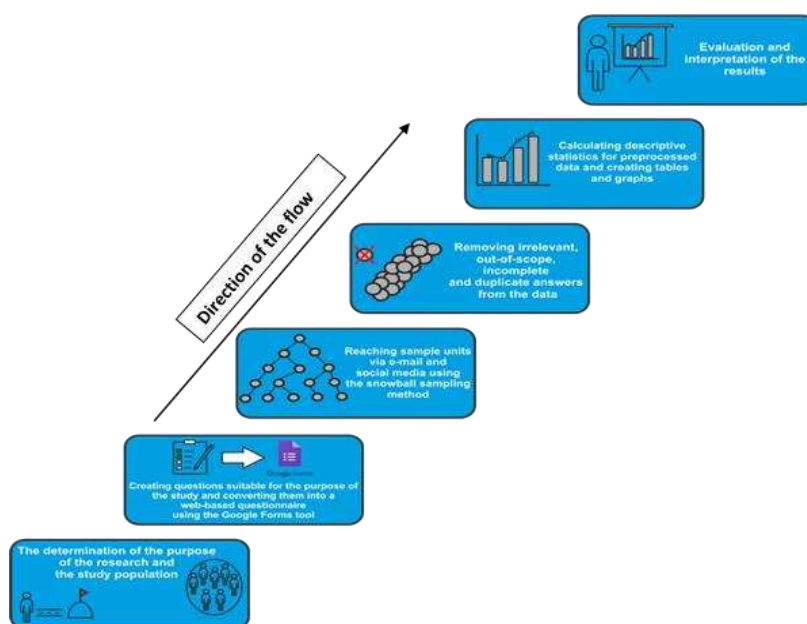 Evaluation and
interpretation of the
results
Calculating descriptive
statistics for preprocessed
data and creating tables
and graphs
Direction of the flow
Removing irrelevant,
out-of-scope,
incomplete
and duplicate answers
from the data
Reaching sample units
via e-mail and
social media using
the snowball sampling
method
Google Forms
Creating questions suitable for the purpose of
the study and converting them into a
web-based questionnaire
using the Google Forms tool
The determination of the purpose
of the research and
the study population